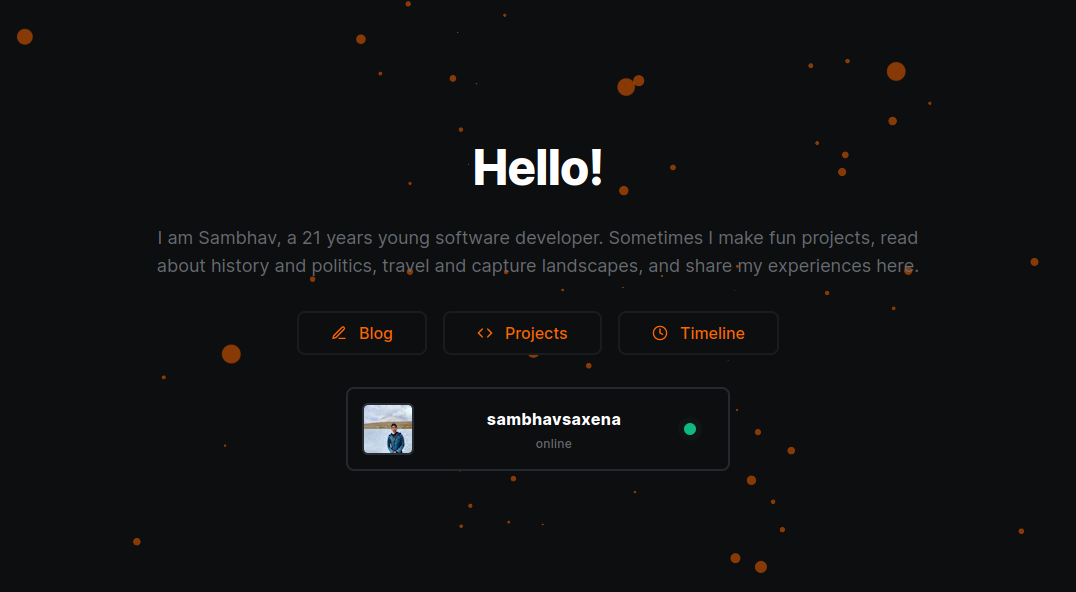 Hello!
I am Sambhav, a 21 years young software developer. Sometimes I make fun projects, read
about history and politics, travel and capture landscapes, and share my experiences here.
Blog
Projects
Timeline
sambhavsaxena
online